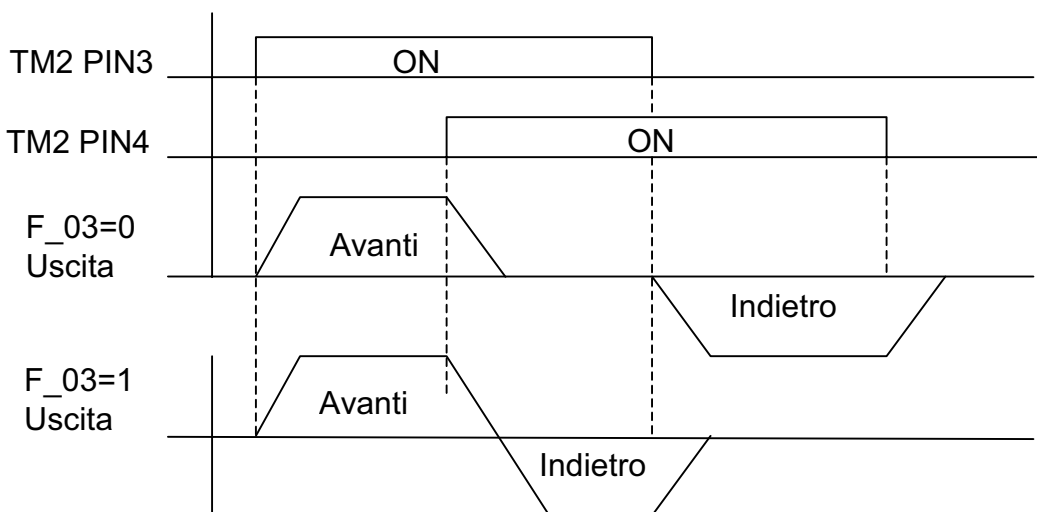 TM2 PIN3
ON
TM2 PIN4
ON
F_03=0
Uscita
Avanti
Indietro
F_03=1
Uscita
Avanti
Indietro